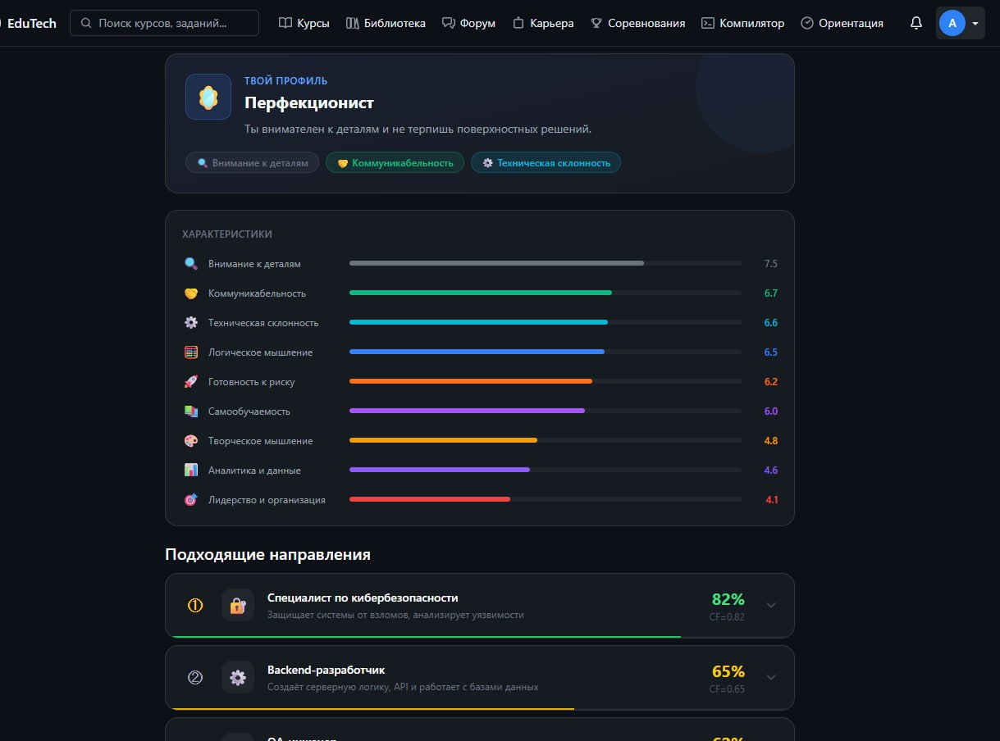 EduTech Поиск курсов, заданий... Курсы Библиотека Форум Карьера Соревнования Компилятор Ориентация A
ТВОЙ ПРОФИЛЬ
Перфекционист
Ты внимателен к деталям и не терпишь поверхностных решений.
Внимание к деталям Коммуникабельность Техническая склонность
ХАРАКТЕРИСТИКИ
Внимание к деталям 7.5
Коммуникабельность 6.7
Техническая склонность 6.6
Логическое мышление 6.5
Готовность к риску 6.2
Самообучаемость 6.0
Творческое мышление 4.8
Аналитика и данные 4.6
Лидерство и организация 4.1
Подходящие направления
① Специалист по кибербезопасности 82%
Защищает системы от взломов, анализирует уязвимости CF=0.82
② Backend-разработчик 65%
Создаёт серверную логику, API и работает с базами данных CF=0.65